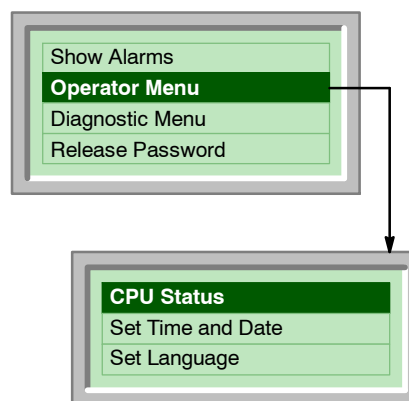 Show Alarms
Operator Menu
Diagnostic Menu
Release Password
CPU Status
Set Time and Date
Set Language